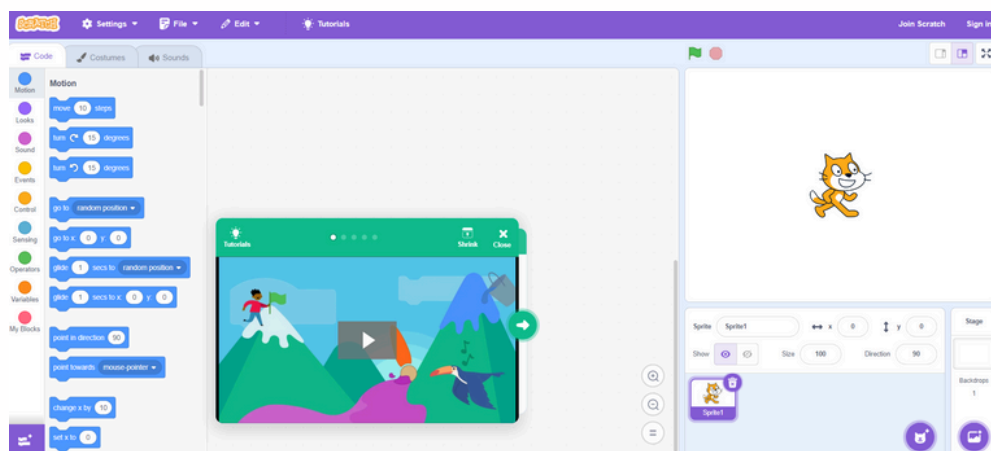 SCRATCH Settings File Edit Tutorials Join Scratch Sign in
Code Costumes Sounds
Motion
Looks
Sound
Events
Control
Sensing
Operators
Variables
My Blocks
Motion
move 10 steps
turn 15 degrees
turn 15 degrees
go to random position
go to x: 0 y: 0
glide 1 secs to random position
glide 1 secs to x: 0 y: 0
point in direction 90
point towards mouse-pointer
change x by 10
set x to 0
Tutorials Shrink Close
Sprite Sprite1 x 0 y 0
Show Size 100 Direction 90
Sprite1
Stage
Backdrops
1